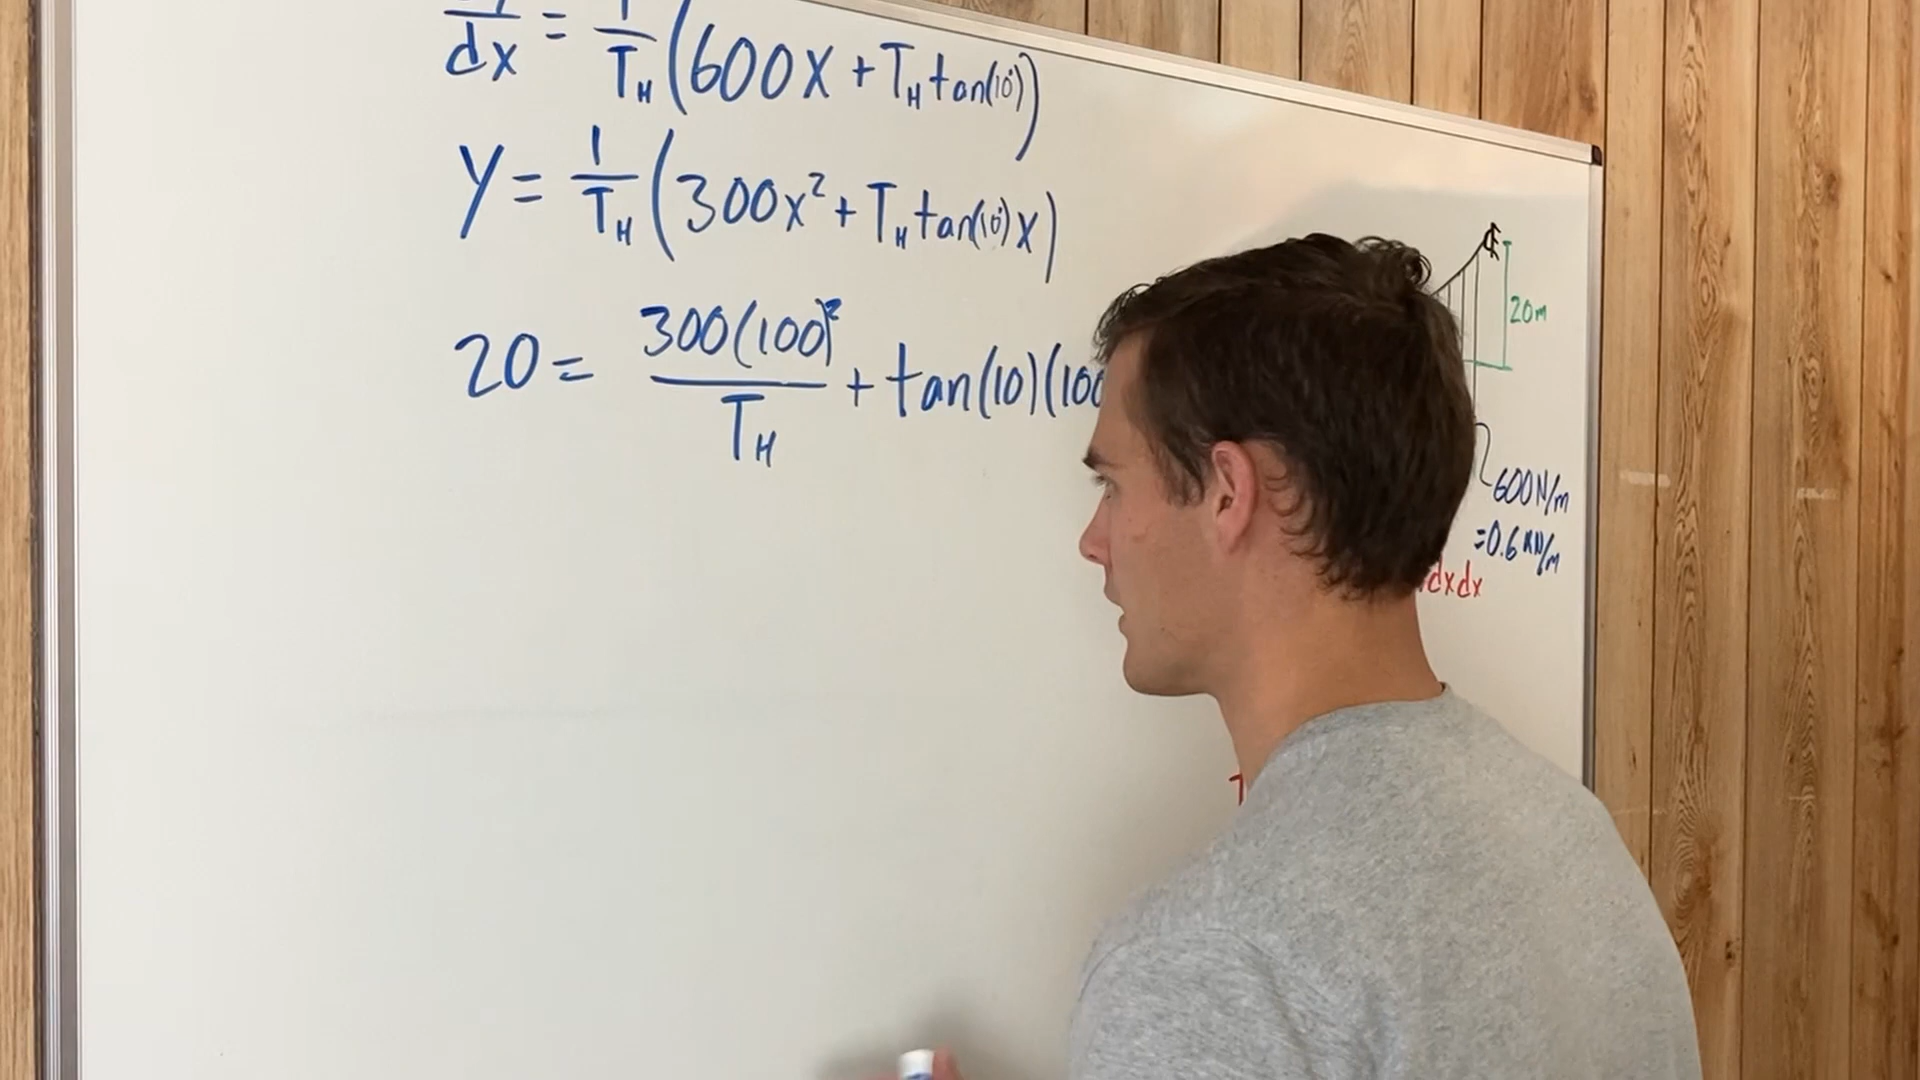 dx = 1/T_H (600x + T_H tan(10°))
y = 1/T_H (300x² + T_H tan(10°)x)
20 = 300(100)²/T_H + tan(10)(100
20m
600N/m
=0.6 KN/m
dxdx